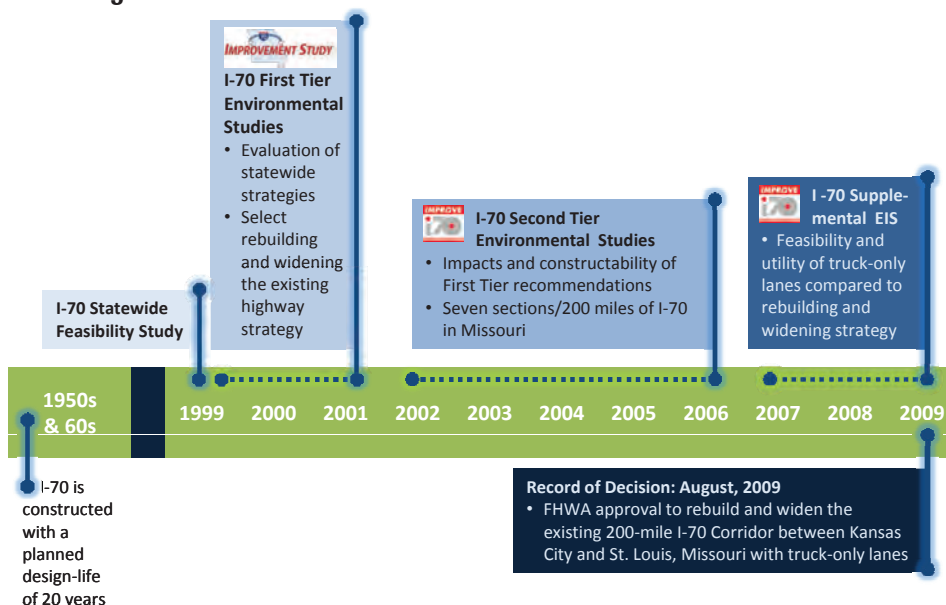 IMPROVEMENT STUDY
I-70 First Tier
Environmental
Studies
• Evaluation of
statewide
strategies
• Select
rebuilding
and widening
the existing
highway
strategy
I-70 Statewide
Feasibility Study
IMPROVE
i70
I-70 Second Tier
Environmental Studies
• Impacts and constructability of
First Tier recommendations
• Seven sections/200 miles of I-70
in Missouri
IMPROVE
i70
I -70 Supple-
mental EIS
• Feasibility and
utility of truck-only
lanes compared to
rebuilding and
widening strategy
1950s
& 60s
1999 2000 2001 2002 2003 2004 2005 2006 2007 2008 2009
I-70 is
constructed
with a
planned
design-life
of 20 years
Record of Decision: August, 2009
• FHWA approval to rebuild and widen the
existing 200-mile I-70 Corridor between Kansas
City and St. Louis, Missouri with truck-only lanes